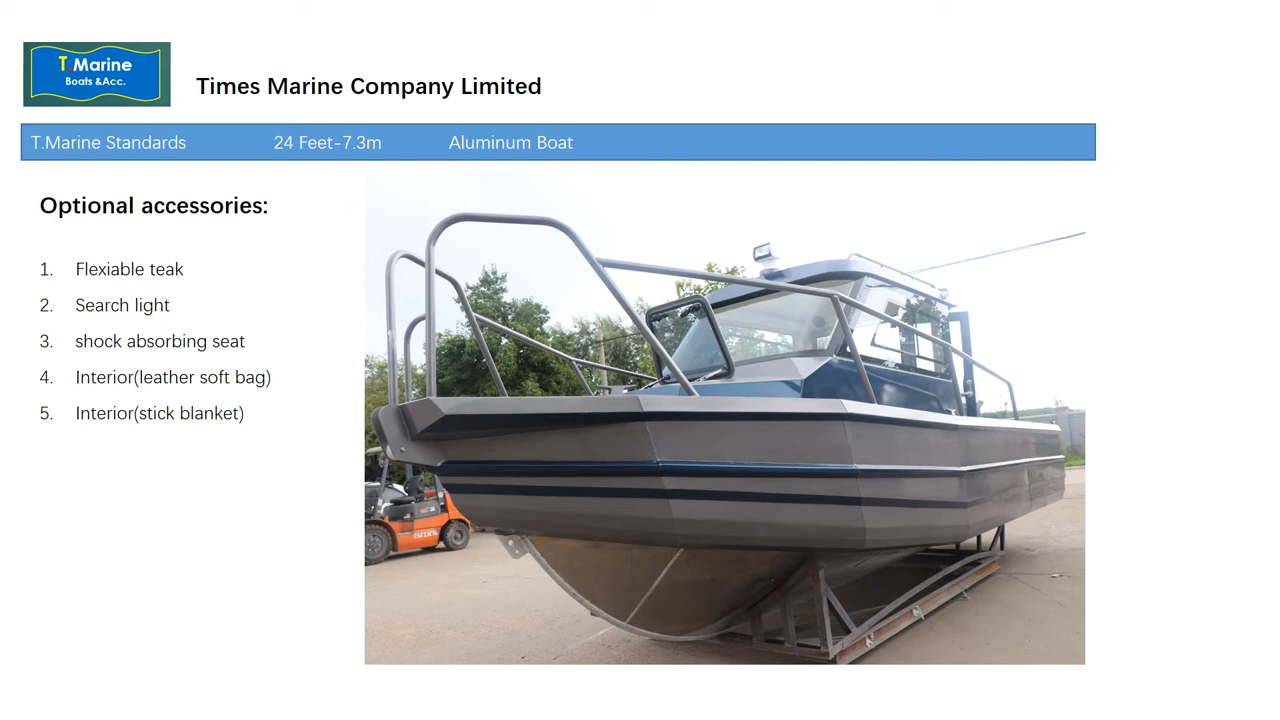 T.Marine
Boats &Acc.
Times Marine Company Limited
T.Marine Standards 24 Feet-7.3m Aluminum Boat
Optional accessories:
1. Flexiable teak
2. Search light
3. shock absorbing seat
4. Interior(leather soft bag)
5. Interior(stick blanket)